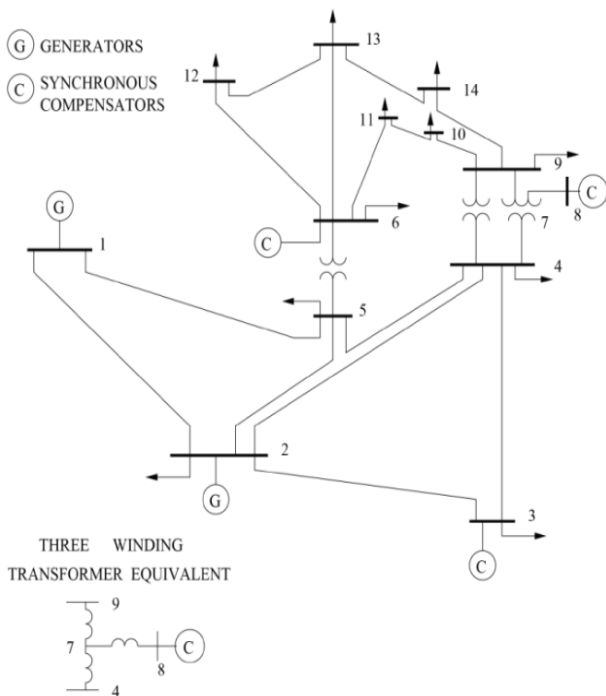 G GENERATORS
C SYNCHRONOUS
COMPENSATORS
13
12
14
11
10
9
G
C
6
7
8
C
1
4
5
2
G
3
C
THREE WINDING
TRANSFORMER EQUIVALENT
9
7
C
8
4